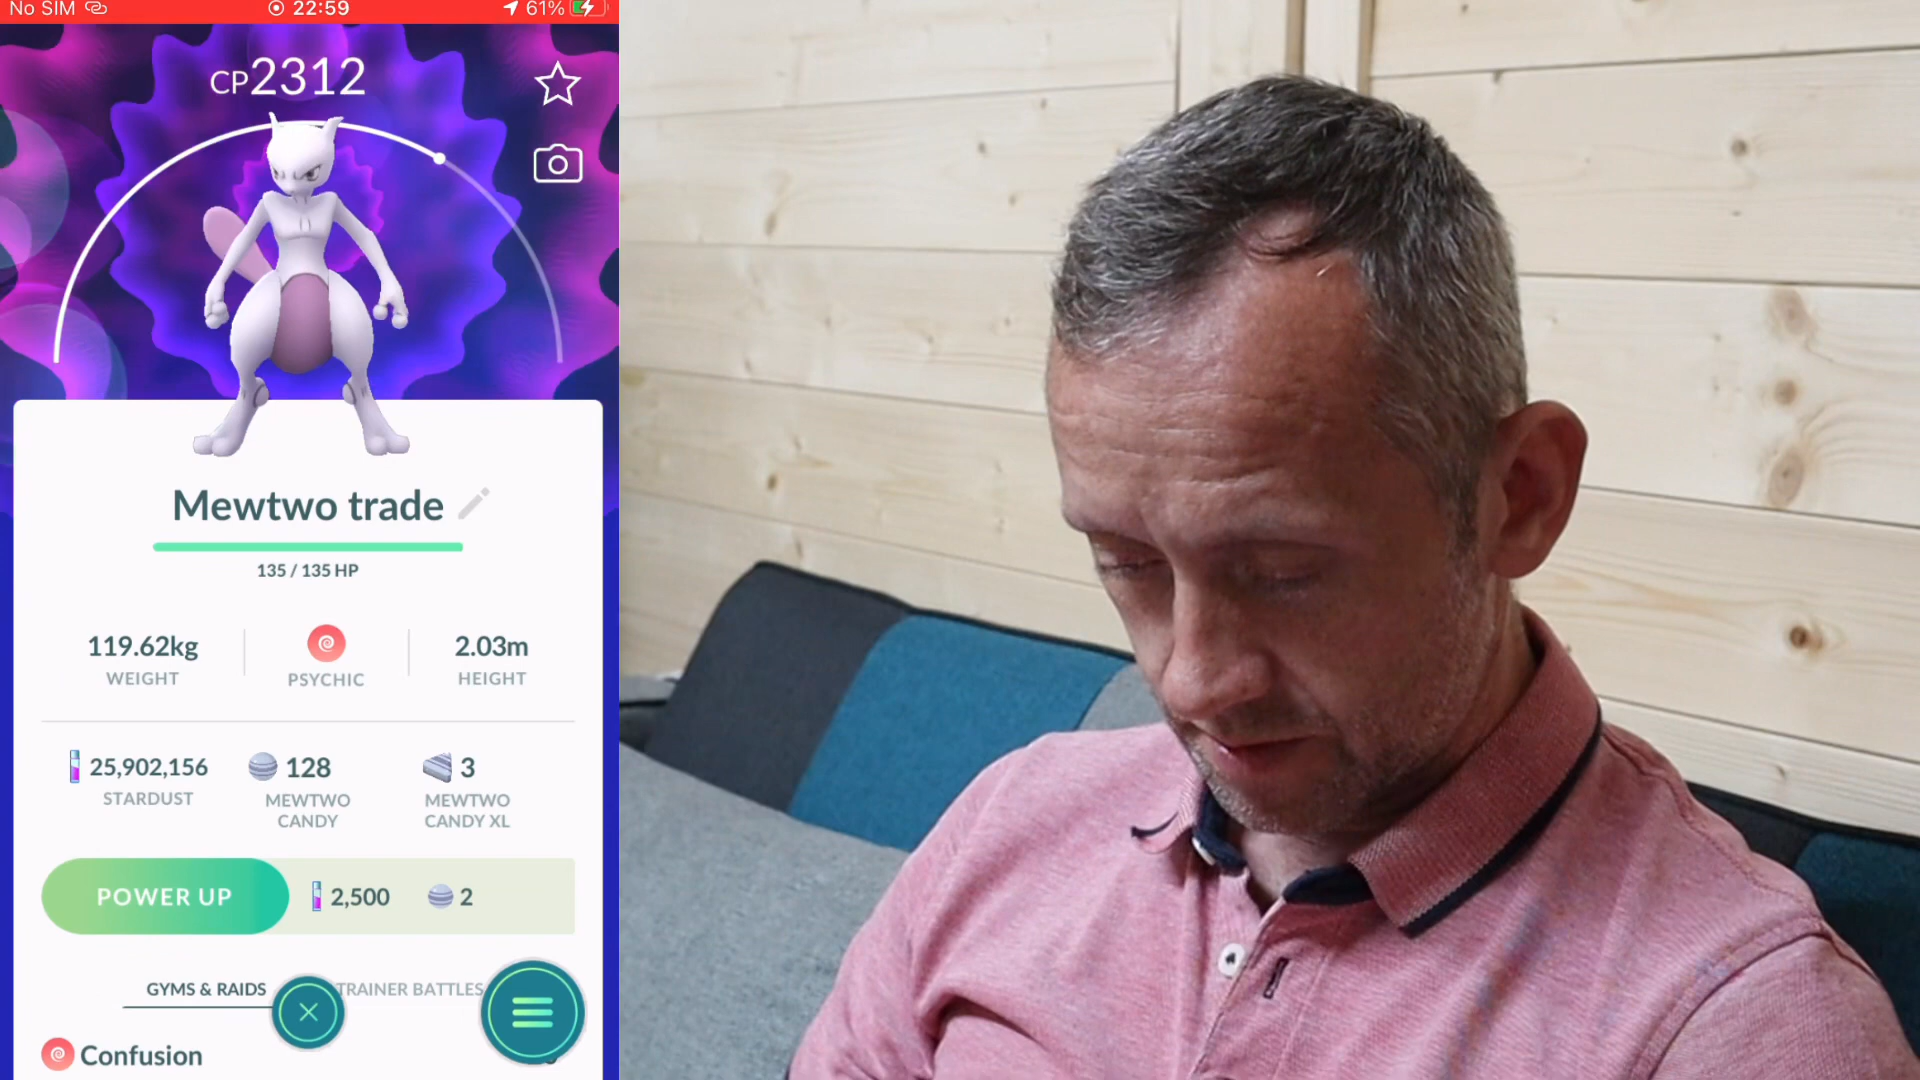 No SIM 22:59 61%
CP2312
Mewtwo trade
135 / 135 HP
119.62kg 2.03m
WEIGHT PSYCHIC HEIGHT
25,902,156 128 3
STARDUST MEWTWO CANDY MEWTWO CANDY XL
POWER UP 2,500 2
GYMS & RAIDS TRAINER BATTLES
Confusion